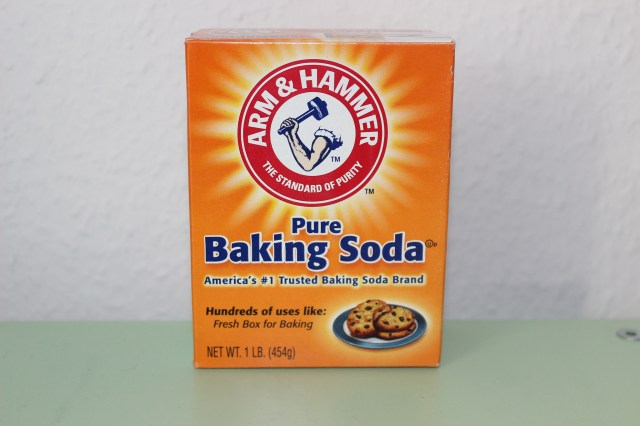 ARM & HAMMER
TM
THE STANDARD OF PURITY
TM
Pure
Baking Soda
America's #1 Trusted Baking Soda Brand
Hundreds of uses like:
Fresh Box for Baking
NET WT. 1 LB. (454g)